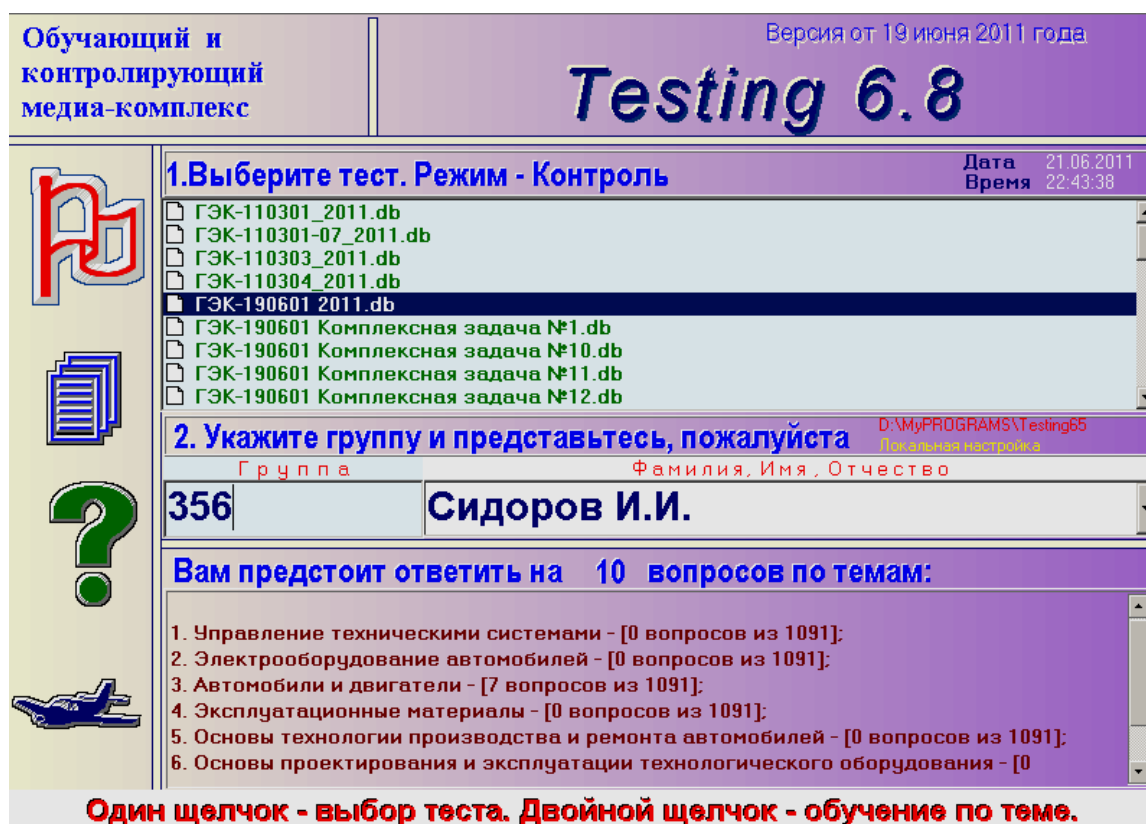 Обучающий и
контролирующий
медиа-комплекс
Версия от 19 июня 2011 года
Testing 6.8
1.Выберите тест. Режим - Контроль
Дата 21.06.2011
Время 22:43:38
ГЭК-110301_2011.db
ГЭК-110301-07_2011.db
ГЭК-110303_2011.db
ГЭК-110304_2011.db
ГЭК-190601 2011.db
ГЭК-190601 Комплексная задача №1.db
ГЭК-190601 Комплексная задача №10.db
ГЭК-190601 Комплексная задача №11.db
ГЭК-190601 Комплексная задача №12.db
2. Укажите группу и представьтесь, пожалуйста
D:\MyPROGRAMS\Testing65
Локальная настройка
Группа Фамилия, Имя, Отчество
356 Сидоров И.И.
Вам предстоит ответить на 10 вопросов по темам:
1. Управление техническими системами - [0 вопросов из 1091];
2. Электрооборудование автомобилей - [0 вопросов из 1091];
3. Автомобили и двигатели - [7 вопросов из 1091];
4. Эксплуатационные материалы - [0 вопросов из 1091];
5. Основы технологии производства и ремонта автомобилей - [0 вопросов из 1091];
6. Основы проектирования и эксплуатации технологического оборудования - [0
Один щелчок - выбор теста. Двойной щелчок - обучение по теме.